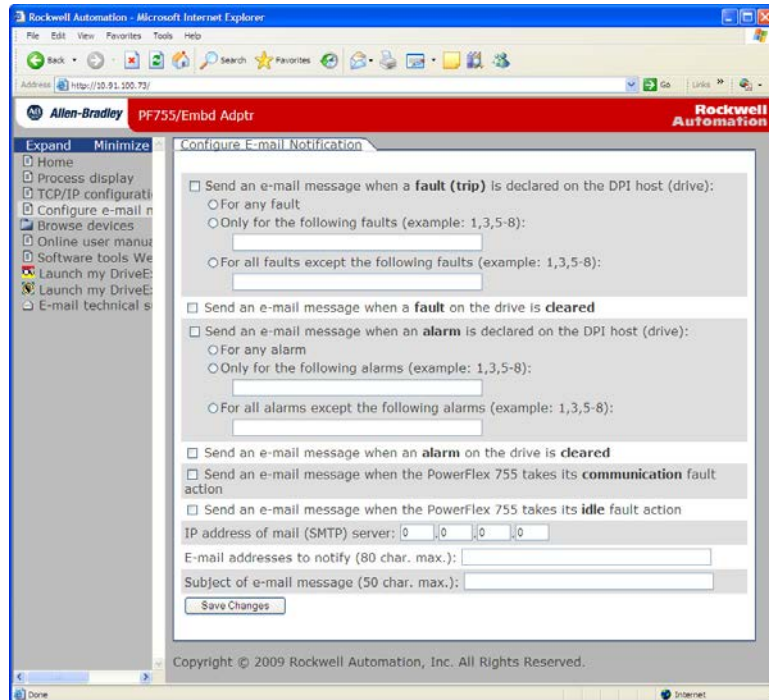 Rockwell Automation - Microsoft Internet Explorer
File Edit View Favorites Tools Help
Back Search Favorites
Address http://10.91.100.73/ Go Links
Allen-Bradley PF755/Embd Adptr Rockwell Automation
Expand Minimize
Home
Process display
TCP/IP configurati
Configure e-mail n
Browse devices
Online user manua
Software tools We
Launch my DriveE
Launch my DriveE
E-mail technical s
Configure E-mail Notification
Send an e-mail message when a fault (trip) is declared on the DPI host (drive):
For any fault
Only for the following faults (example: 1,3,5-8):
For all faults except the following faults (example: 1,3,5-8):
Send an e-mail message when a fault on the drive is cleared
Send an e-mail message when an alarm is declared on the DPI host (drive):
For any alarm
Only for the following alarms (example: 1,3,5-8):
For all alarms except the following alarms (example: 1,3,5-8):
Send an e-mail message when an alarm on the drive is cleared
Send an e-mail message when the PowerFlex 755 takes its communication fault
action
Send an e-mail message when the PowerFlex 755 takes its idle fault action
IP address of mail (SMTP) server: 0 .0 .0 .0
E-mail addresses to notify (80 char. max.):
Subject of e-mail message (50 char. max.):
Save Changes
Copyright © 2009 Rockwell Automation, Inc. All Rights Reserved.
Done Internet